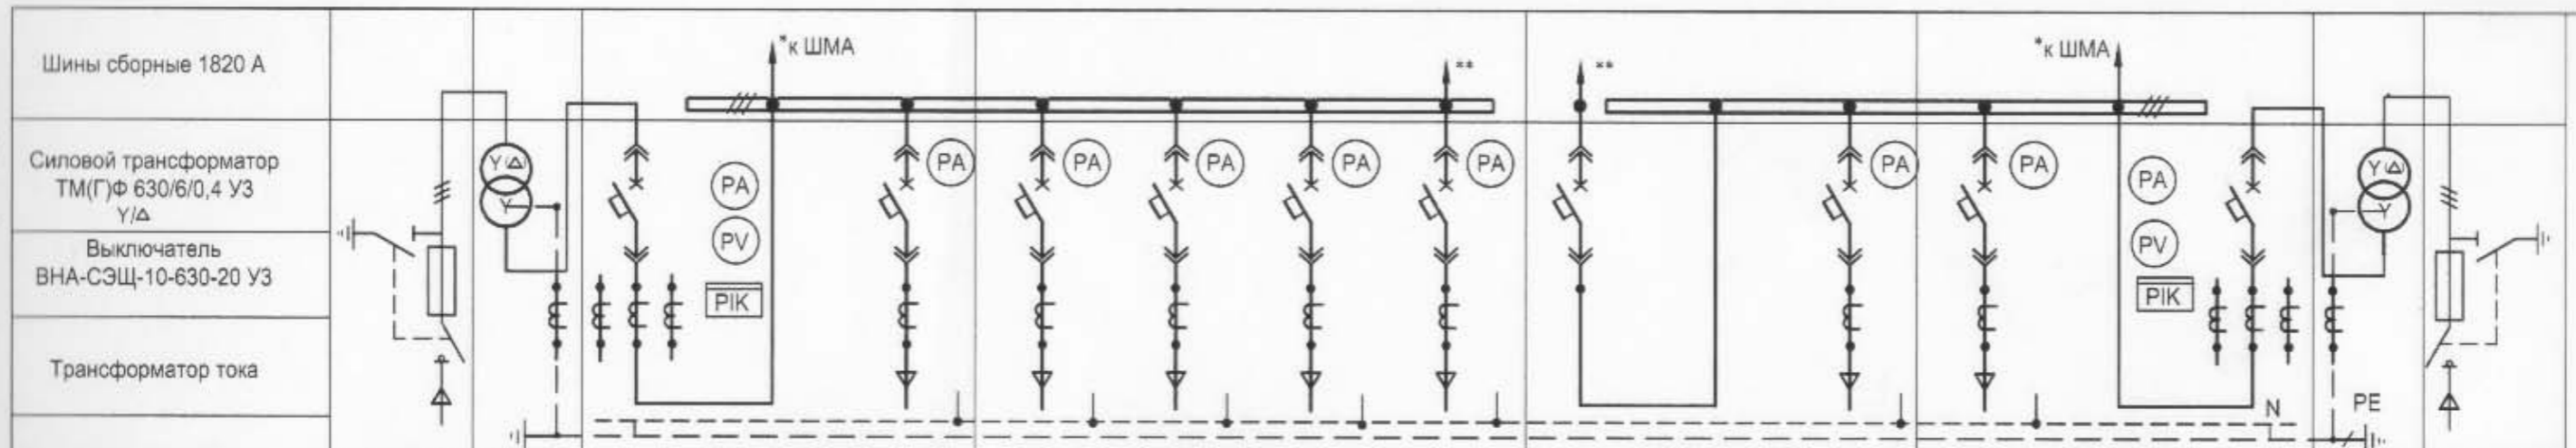 Шины сборные 1820 А
*к ШМА
**
**
*к ШМА
Силовой трансформатор
ТМ(Г)Ф 630/6/0,4 У3
Y/Δ
Y(Δ)
Y
PA
PV
PIK
PA
PA
PA
PA
PA
PA
PA
PA
PV
PIK
Y(Δ)
Y
Выключатель
ВНА-СЭЩ-10-630-20 У3
Трансформатор тока
N
PE